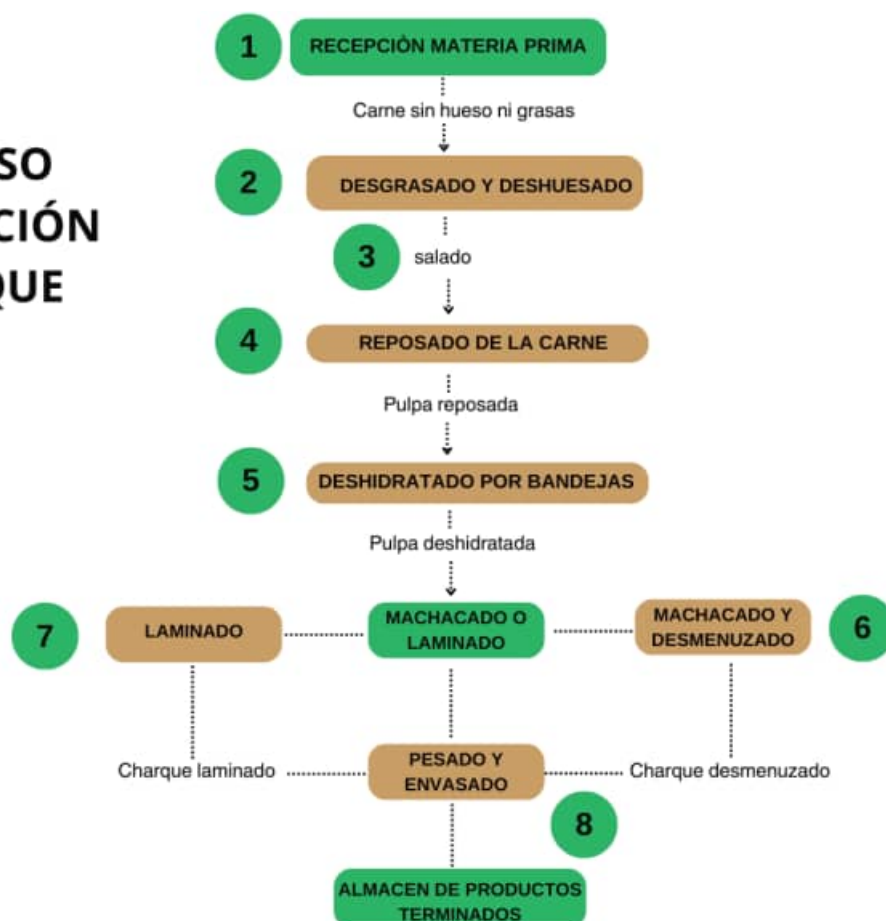 1
RECEPCIÒN MATERIA PRIMA
Carne sin hueso ni grasas
2
DESGRASADO Y DESHUESADO
SO
CIÓN
QUE
3
salado
4
REPOSADO DE LA CARNE
Pulpa reposada
5
DESHIDRATADO POR BANDEJAS
Pulpa deshidratada
7
LAMINADO
MACHACADO O
LAMINADO
MACHACADO Y
DESMENUZADO
6
Charque laminado
PESADO Y
ENVASADO
Charque desmenuzado
8
ALMACEN DE PRODUCTOS
TERMINADOS